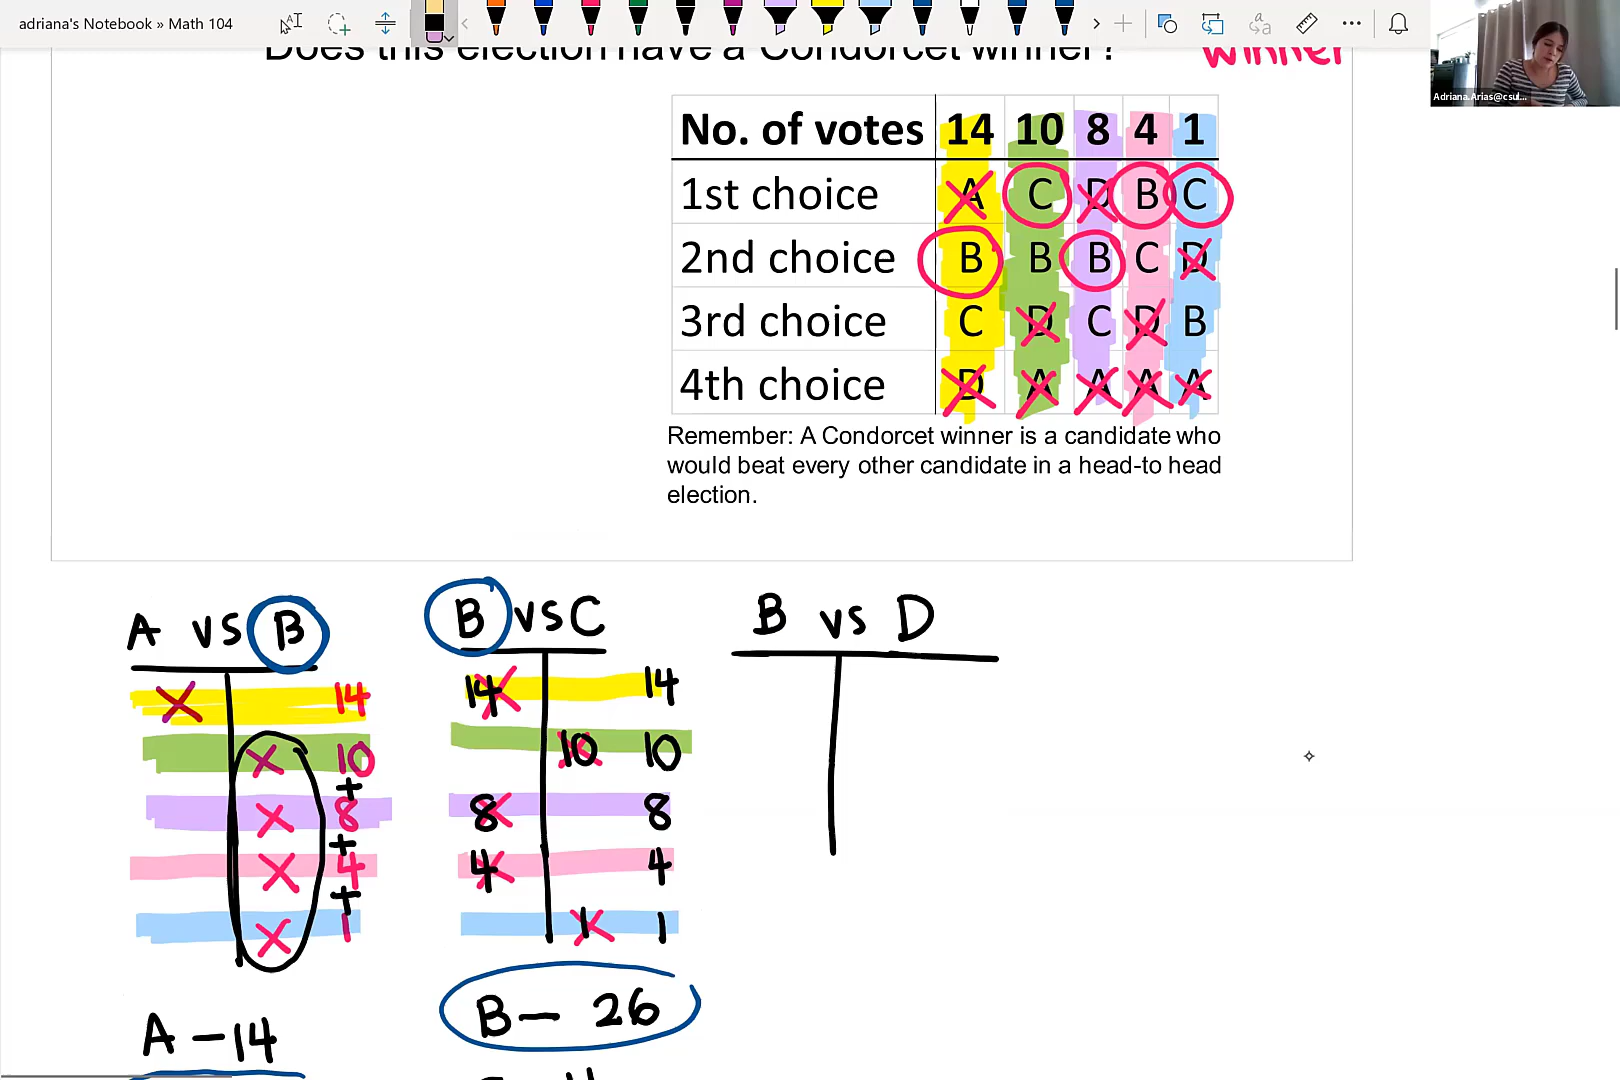 adriana's Notebook » Math 104
Does this election have a Condorcet winner?
winner
Adriana.Arias@csul...
No. of votes 14 10 8 4 1
1st choice A C D B C
2nd choice B B B C D
3rd choice C D C D B
4th choice D A A A A
Remember: A Condorcet winner is a candidate who
would beat every other candidate in a head-to head
election.
A vs B
14
10
+
8
+
4
+
1
A - 14
B vs C
14 14
10 10
8 8
4 4
1 1
B - 26
B vs D